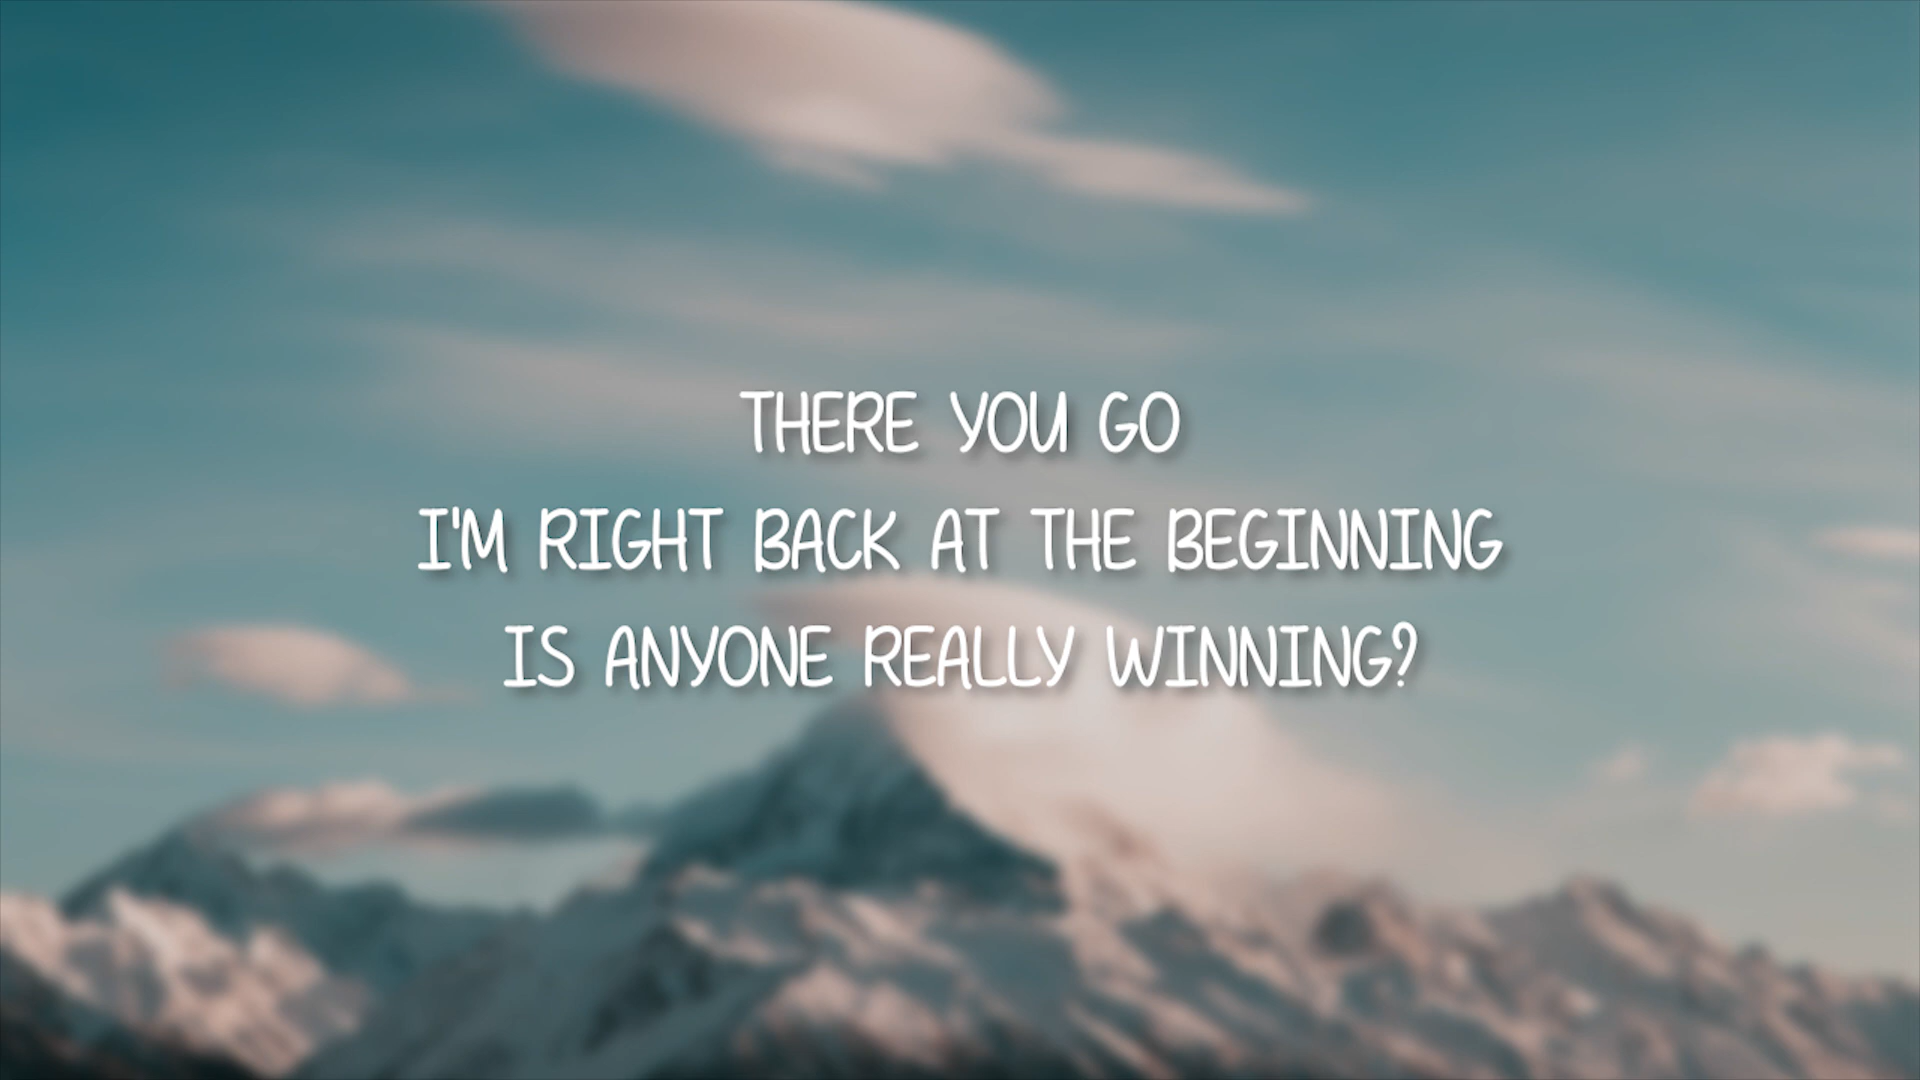 THERE YOU GO
I'M RIGHT BACK AT THE BEGINNING
IS ANYONE REALLY WINNING?